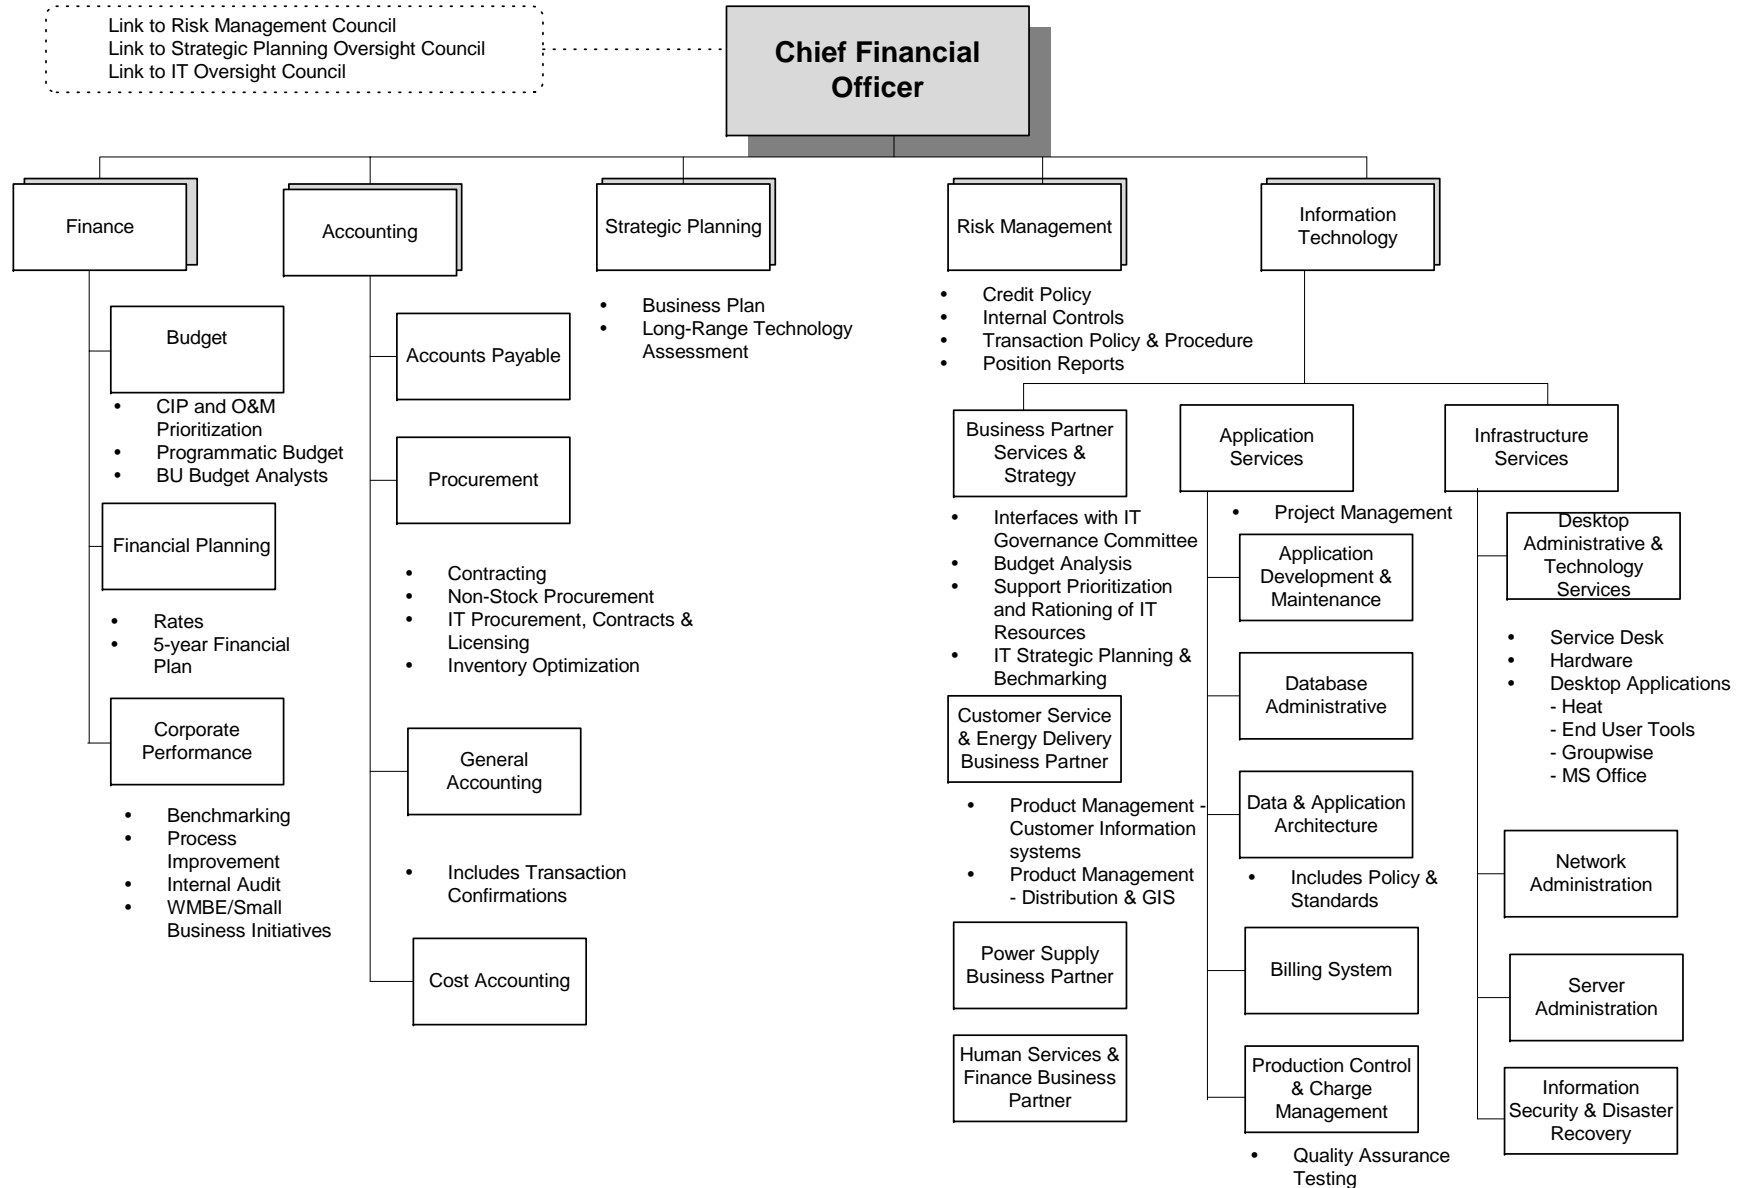 Link to Risk Management Council
Link to Strategic Planning Oversight Council
Link to IT Oversight Council
Chief Financial
Officer
Finance
Budget
• CIP and O&M
Prioritization
• Programmatic Budget
• BU Budget Analysts
Financial Planning
• Rates
• 5-year Financial
Plan
Corporate
Performance
• Benchmarking
• Process
Improvement
• Internal Audit
• WMBE/Small
Business Initiatives
Accounting
Accounts Payable
Procurement
• Contracting
• Non-Stock Procurement
• IT Procurement, Contracts &
Licensing
• Inventory Optimization
General
Accounting
• Includes Transaction
Confirmations
Cost Accounting
Strategic Planning
• Business Plan
• Long-Range Technology
Assessment
Risk Management
• Credit Policy
• Internal Controls
• Transaction Policy & Procedure
• Position Reports
Information
Technology
Business Partner
Services &
Strategy
• Interfaces with IT
Governance Committee
• Budget Analysis
• Support Prioritization
and Rationing of IT
Resources
• IT Strategic Planning &
Bechmarking
Customer Service
& Energy Delivery
Business Partner
• Product Management -
Customer Information
systems
• Product Management
- Distribution & GIS
Power Supply
Business Partner
Human Services &
Finance Business
Partner
Application
Services
• Project Management
Application
Development &
Maintenance
Database
Administrative
Data & Application
Architecture
• Includes Policy &
Standards
Billing System
Production Control
& Charge
Management
• Quality Assurance
Testing
Infrastructure
Services
Desktop
Administrative &
Technology
Services
• Service Desk
• Hardware
• Desktop Applications
- Heat
- End User Tools
- Groupwise
- MS Office
Network
Administration
Server
Administration
Information
Security & Disaster
Recovery